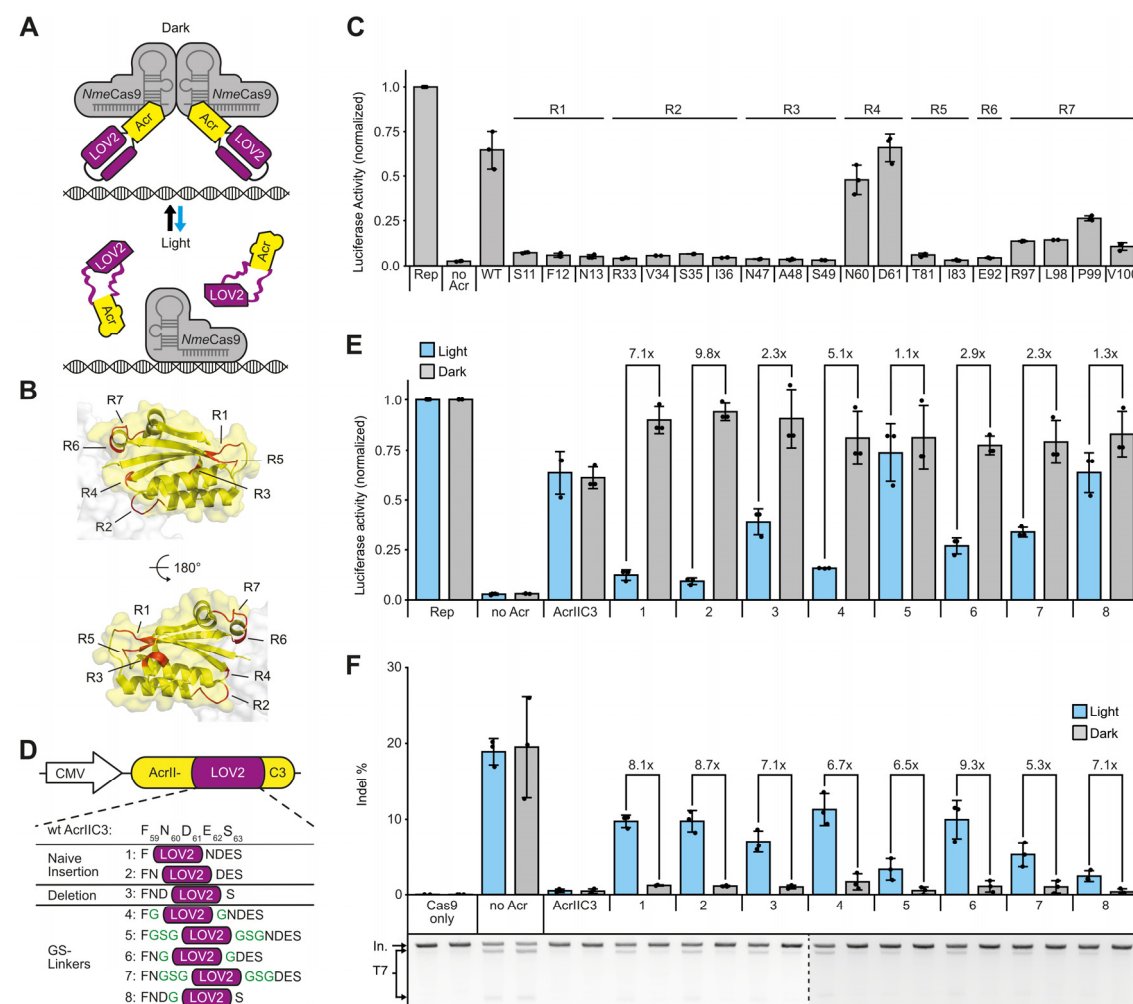 A
Dark
NmeCas9
NmeCas9
Acr
Acr
LOV2
LOV2
Light
LOV2
Acr
Acr
LOV2
NmeCas9
B
R7
R1
R6
R5
R4
R3
R2
180°
R7
R1
R5
R6
R3
R4
R2
C
Luciferase Activity (normalized)
1.0
0.75
0.50
0.25
0.0
R1 R2 R3 R4 R5 R6 R7
Rep no Acr WT S11 F12 N13 R33 V34 S35 I36 N47 A48 S49 N60 D61 T81 I83 E92 R97 L98 P99 V100
D
CMV AcrII- LOV2 C3
wt AcrIIC3: F59N60D61E62S63
Naive Insertion
1: F LOV2 NDES
2: FN LOV2 DES
Deletion
3: FND LOV2 S
GS-Linkers
4: FG LOV2 GNDES
5: FGSG LOV2 GSGNDES
6: FNG LOV2 GDES
7: FNGSG LOV2 GSGDES
8: FNDG LOV2 S
E
Light
Dark
7.1x 9.8x 2.3x 5.1x 1.1x 2.9x 2.3x 1.3x
Luciferase activity (normalized)
1.0
0.75
0.5
0.25
0.0
Rep no Acr AcrIIC3 1 2 3 4 5 6 7 8
F
Light
Dark
8.1x 8.7x 7.1x 6.7x 6.5x 9.3x 5.3x 7.1x
Indel %
30
20
10
0
Cas9 only no Acr AcrIIC3 1 2 3 4 5 6 7 8
In.
T7